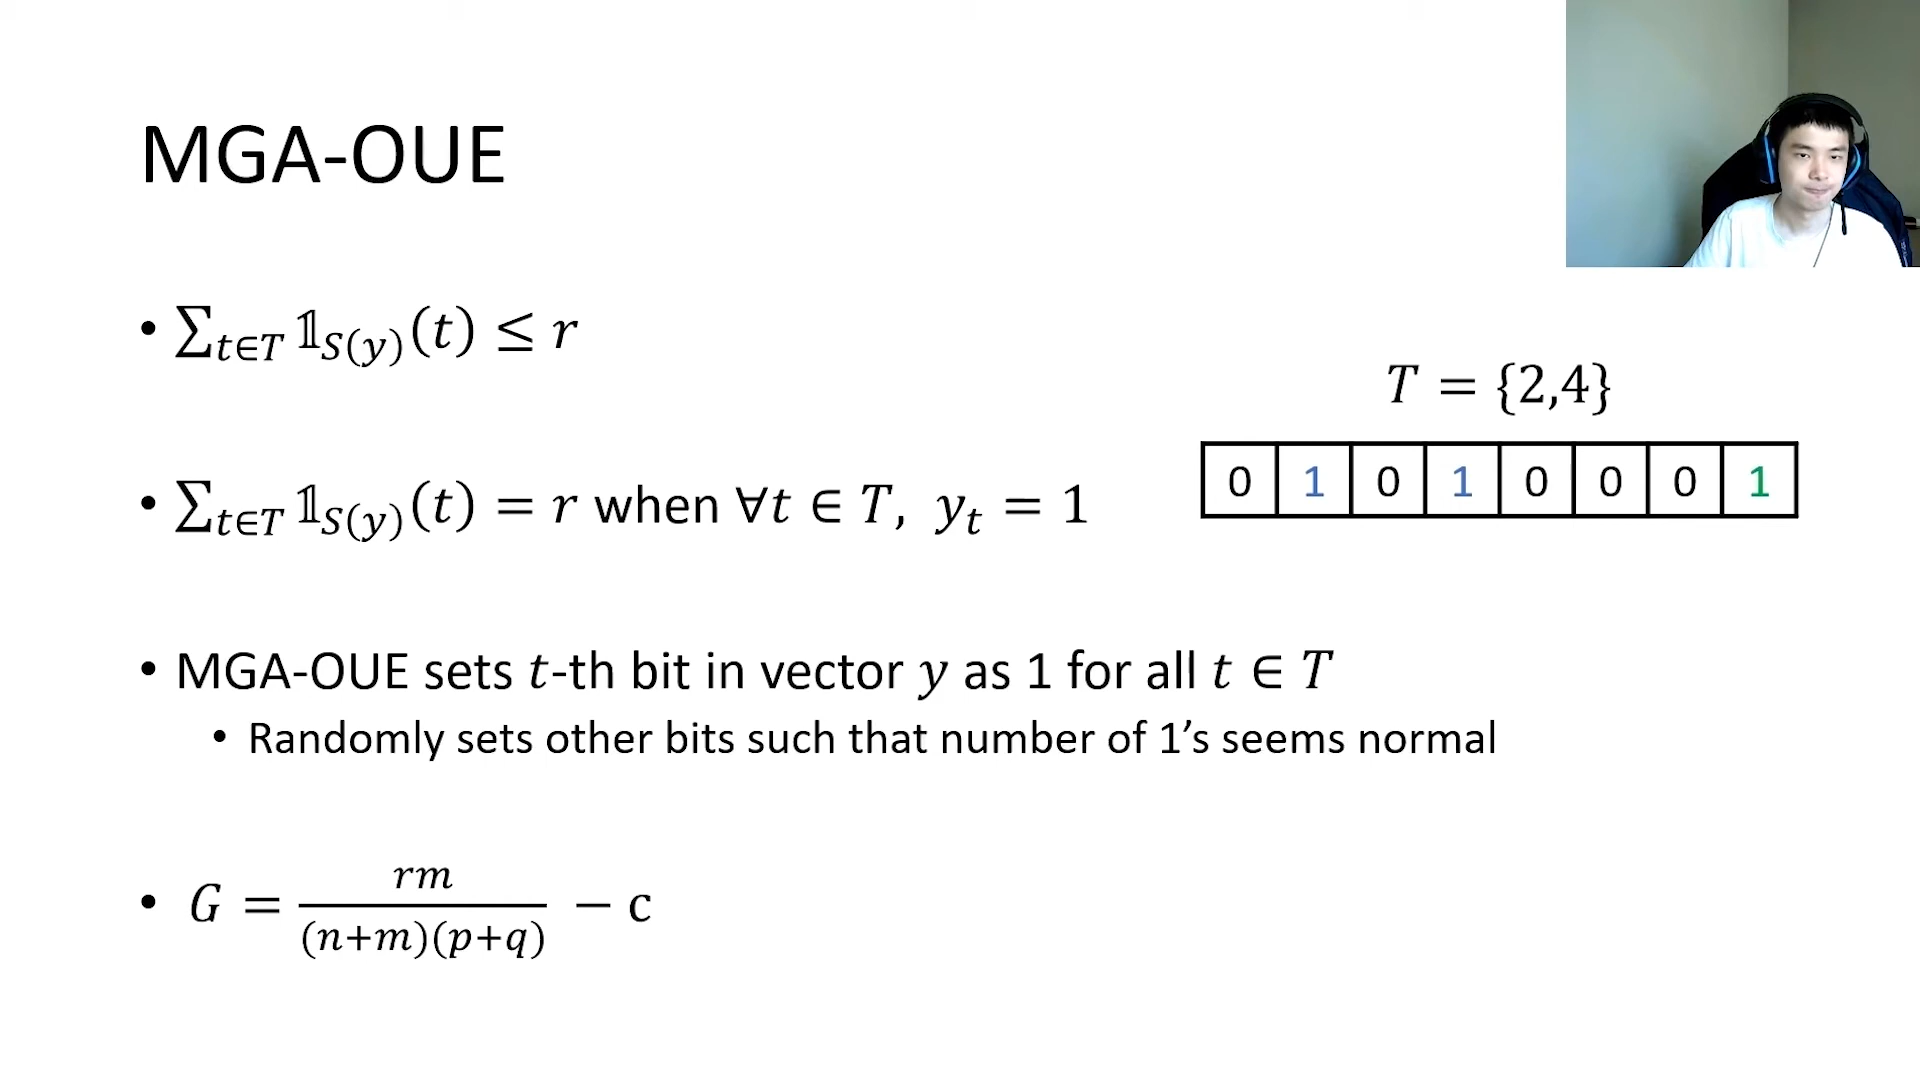 MGA-OUE
• ∑_{t∈T} 𝟙_{S(y)}(t) ≤ r
T = {2,4}
0 1 0 1 0 0 0 1
• ∑_{t∈T} 𝟙_{S(y)}(t) = r when ∀t ∈ T, y_t = 1
• MGA-OUE sets t-th bit in vector y as 1 for all t ∈ T
• Randomly sets other bits such that number of 1’s seems normal
• G = rm/((n+m)(p+q)) − c